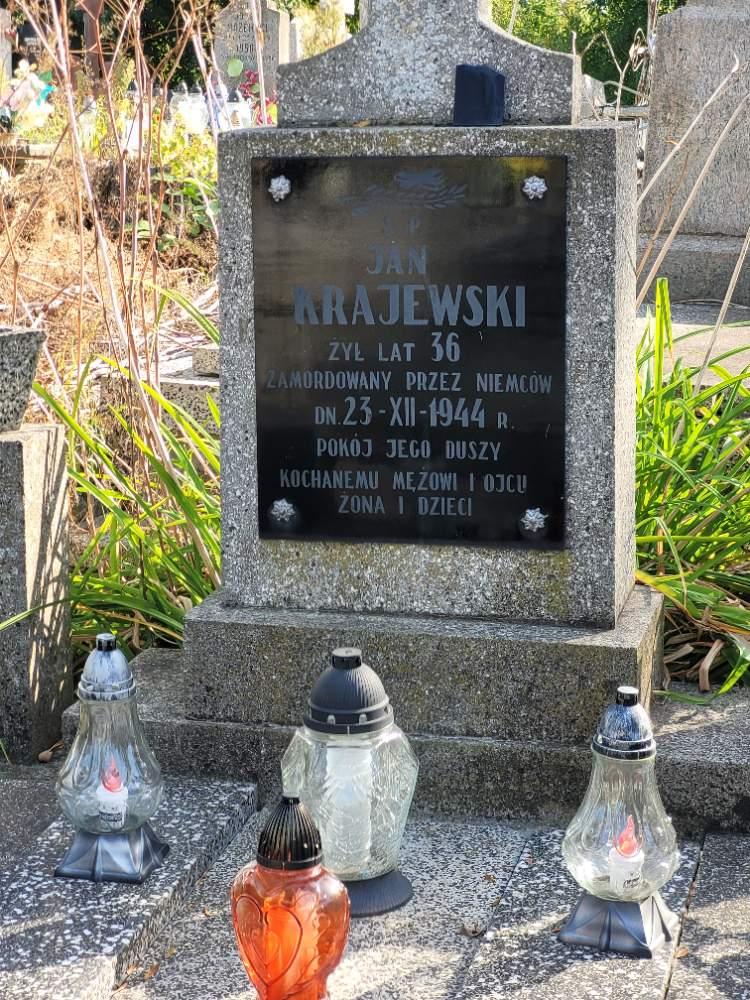 Ś P
JAN
KRAJEWSKI
ŻYŁ LAT 36
ZAMORDOWANY PRZEZ NIEMCÓW
DN. 23-XII-1944 R.
POKÓJ JEGO DUSZY
KOCHANEMU MĘŻOWI I OJCU
ŻONA I DZIECI